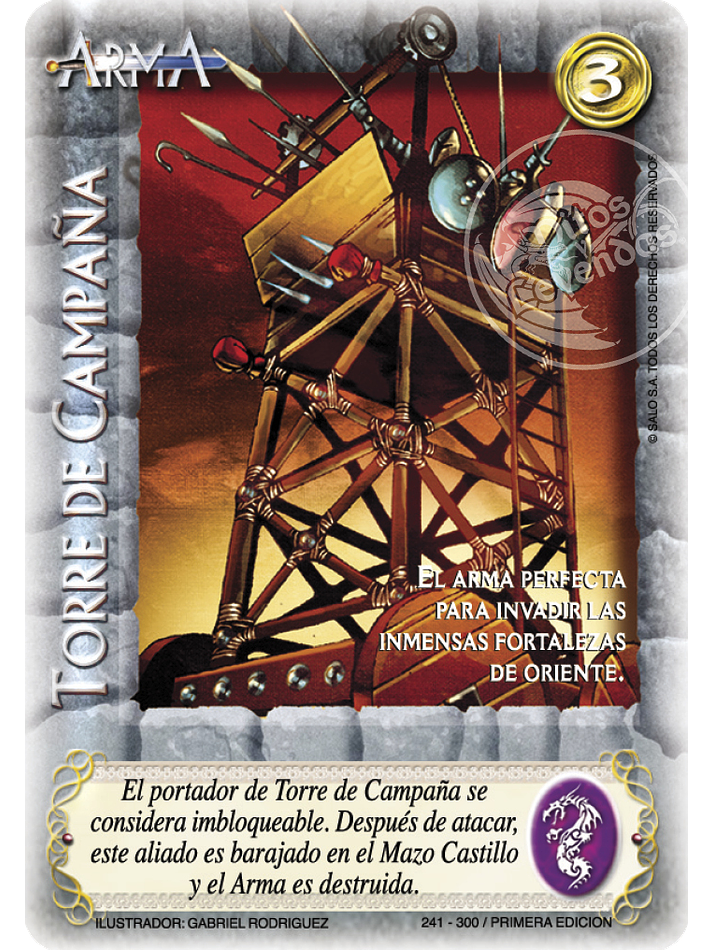 ARMA
3
TORRE DE CAMPAÑA
MITOS Y LEYENDAS
© SALO S.A. TODOS LOS DERECHOS RESERVADOS
EL ARMA PERFECTA
PARA INVADIR LAS
INMENSAS FORTALEZAS
DE ORIENTE.
El portador de Torre de Campaña se
considera imbloqueable. Después de atacar,
este aliado es barajado en el Mazo Castillo
y el Arma es destruida.
ILUSTRADOR: GABRIEL RODRIGUEZ
241 - 300 / PRIMERA EDICION